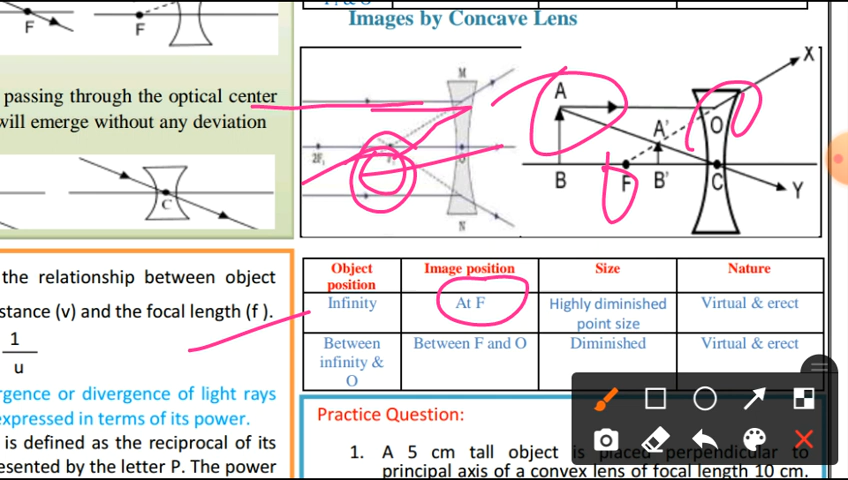 F
F
F
Images by Concave Lens
passing through the optical center
will emerge without any deviation
C
M
2F₁
N
A
A'
O
X
B
F
B'
C
Y
the relationship between object
stance (v) and the focal length (f ).
1
u
rgence or divergence of light rays
expressed in terms of its power.
is defined as the reciprocal of its
esented by the letter P. The power
Object position Image position Size Nature
Infinity At F Highly diminished point size Virtual & erect
Between infinity & O Between F and O Diminished Virtual & erect
Practice Question:
1. A 5 cm tall object is placed perpendicular to
principal axis of a convex lens of focal length 10 cm.